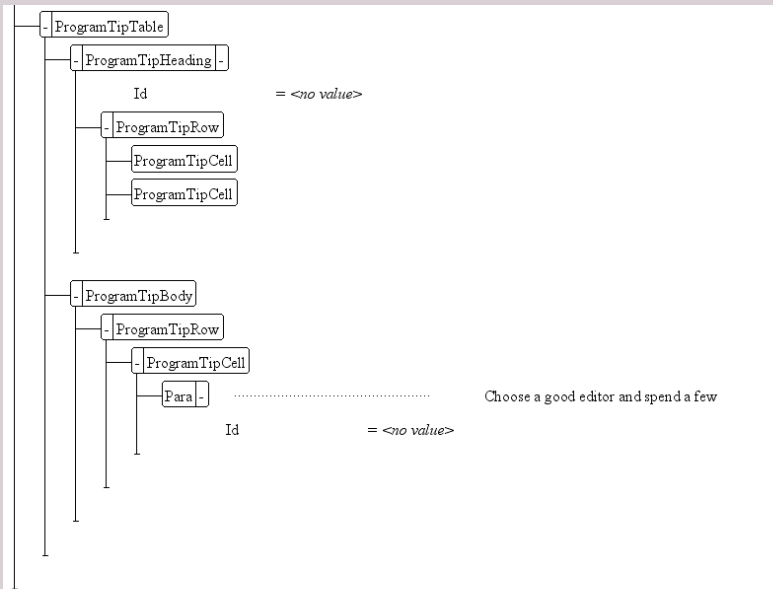 - ProgramTipTable
- ProgramTipHeading -
Id = <no value>
- ProgramTipRow
ProgramTipCell
ProgramTipCell
- ProgramTipBody
- ProgramTipRow
- ProgramTipCell
Para - Choose a good editor and spend a few
Id = <no value>